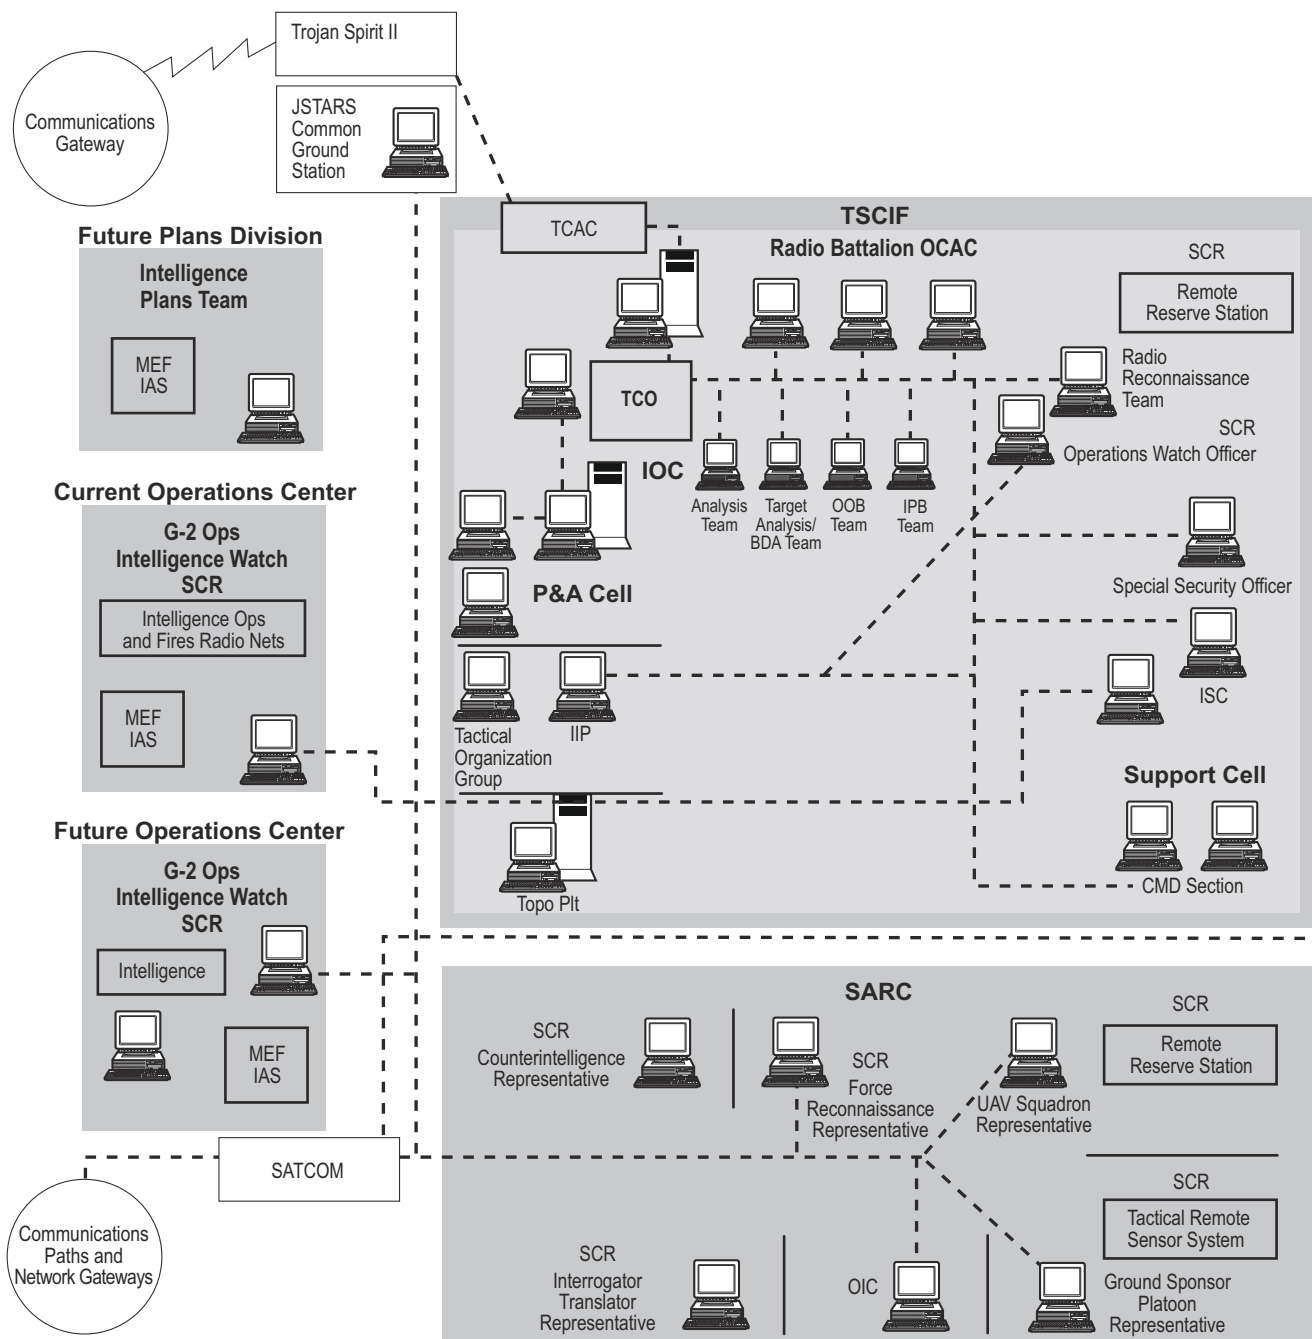 Trojan Spirit II
Communications
Gateway
JSTARS
Common
Ground
Station
Future Plans Division
Intelligence
Plans Team
MEF
IAS
Current Operations Center
G-2 Ops
Intelligence Watch
SCR
Intelligence Ops
and Fires Radio Nets
MEF
IAS
Future Operations Center
G-2 Ops
Intelligence Watch
SCR
Intelligence
MEF
IAS
SATCOM
Communications
Paths and
Network Gateways
TSCIF
TCAC
Radio Battalion OCAC
SCR
Remote
Reserve Station
Radio
Reconnaissance
Team
TCO
SCR
Operations Watch Officer
IOC
Analysis
Team
Target
Analysis/
BDA Team
OOB
Team
IPB
Team
P&A Cell
Special Security Officer
ISC
Tactical
Organization
Group
IIP
Support Cell
CMD Section
Topo Plt
SARC
SCR
Counterintelligence
Representative
SCR
Force
Reconnaissance
Representative
UAV Squadron
Representative
SCR
Remote
Reserve Station
SCR
Tactical Remote
Sensor System
SCR
Interrogator
Translator
Representative
OIC
Ground Sponsor
Platoon
Representative